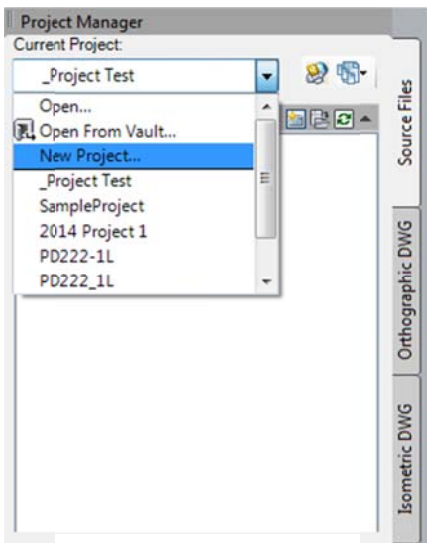 Project Manager
Current Project:
_Project Test
Open...
Open From Vault...
New Project...
_Project Test
SampleProject
2014 Project 1
PD222-1L
PD222_1L
Source Files
Orthographic DWG
Isometric DWG